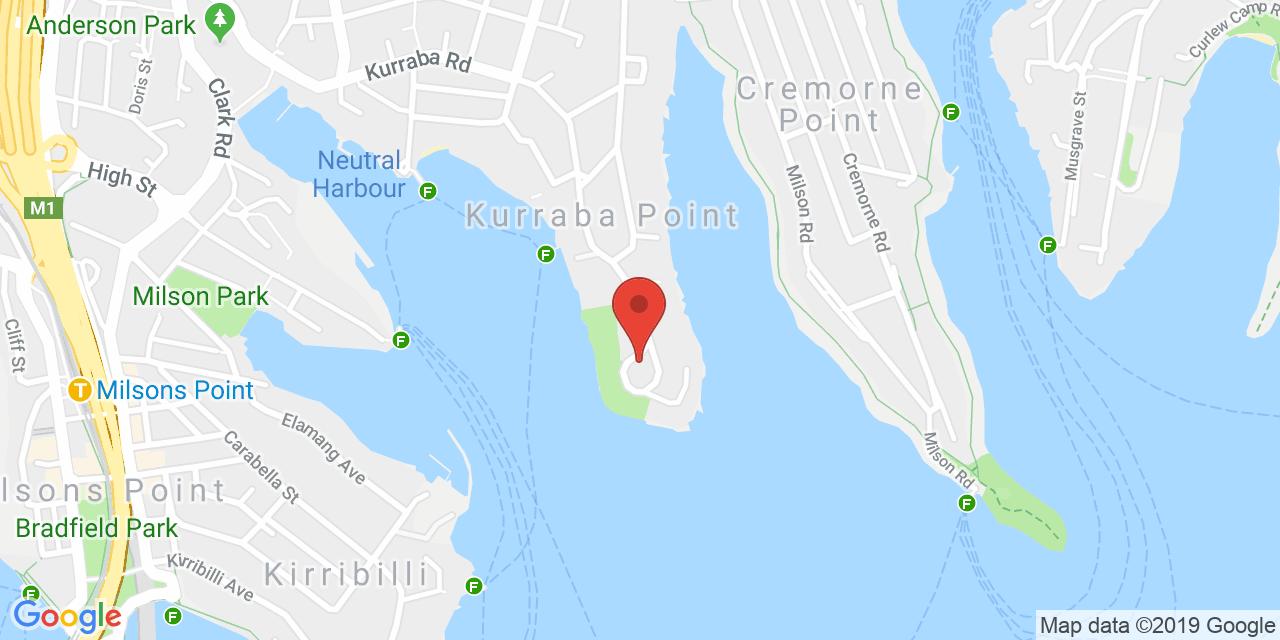 Anderson Park
Kurraba Rd
Doris St
Clark Rd
High St
M1
Neutral
Harbour
F
Kurraba Point
F
Cremorne
Point
F
Milson Rd
Cremorne Rd
Musgrave St
Curlew Camp R
F
Milson Park
F
Cliff St
T
Milsons Point
Elamang Ave
Carabella St
lsons Point
Bradfield Park
Kirribilli Ave
Kirribilli
F
F
F
Milson Rd
F
Google
Map data ©2019 Google